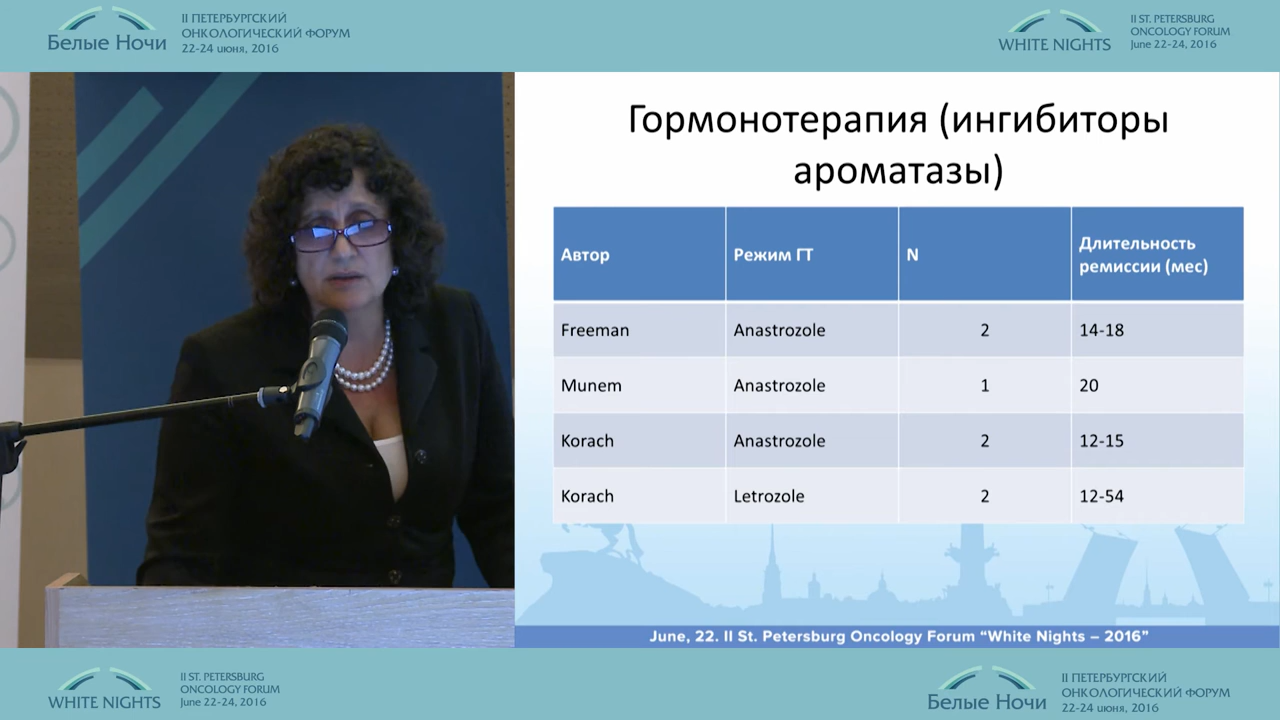 Белые Ночи
II ПЕТЕРБУРГСКИЙ
ОНКОЛОГИЧЕСКИЙ ФОРУМ
22-24 июня, 2016
WHITE NIGHTS
II ST. PETERSBURG
ONCOLOGY FORUM
June 22-24, 2016
Гормонотерапия (ингибиторы
ароматазы)
Автор Режим ГТ N Длительность
ремиссии (мес)
Freeman Anastrozole 2 14-18
Munem Anastrozole 1 20
Korach Anastrozole 2 12-15
Korach Letrozole 2 12-54
June, 22. II St. Petersburg Oncology Forum “White Nights – 2016”
WHITE NIGHTS
II ST. PETERSBURG
ONCOLOGY FORUM
June 22-24, 2016
Белые Ночи
II ПЕТЕРБУРГСКИЙ
ОНКОЛОГИЧЕСКИЙ ФОРУМ
22-24 июня, 2016